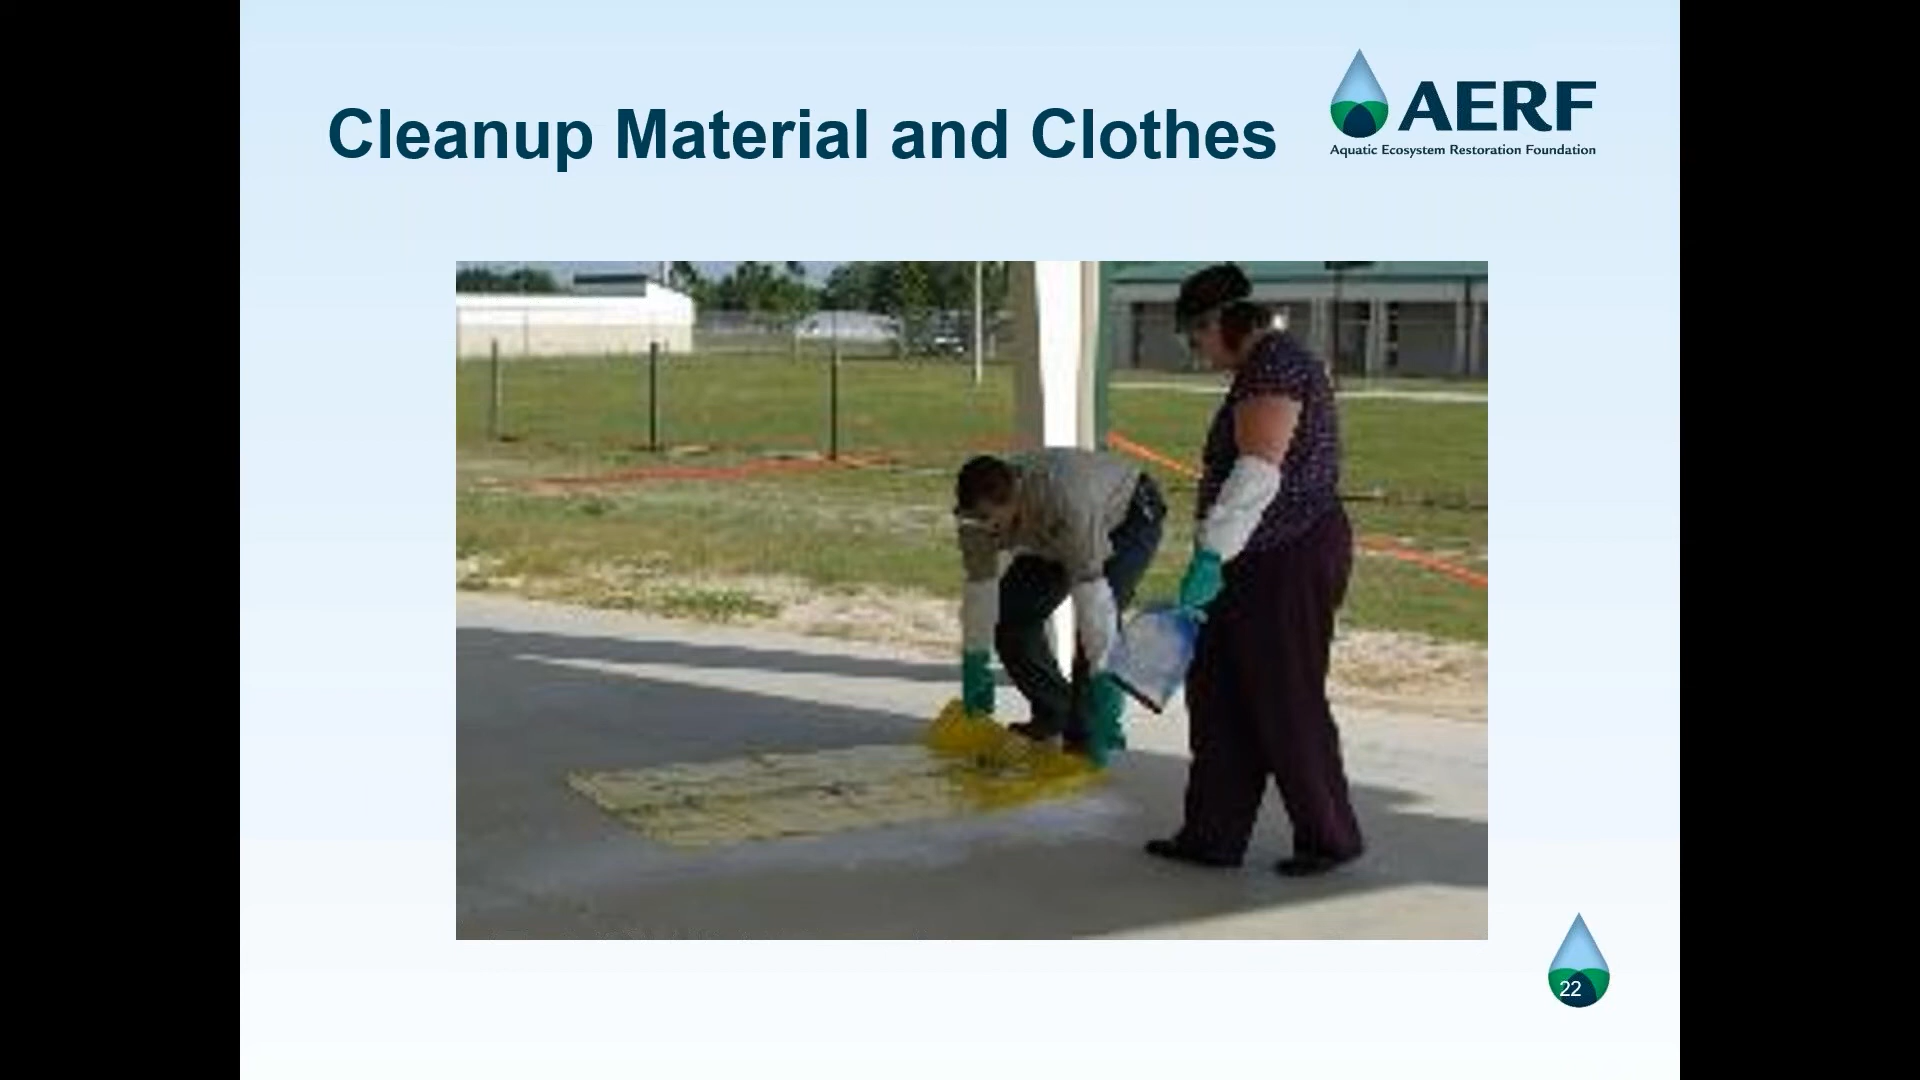 Cleanup Material and Clothes
AERF
Aquatic Ecosystem Restoration Foundation
22